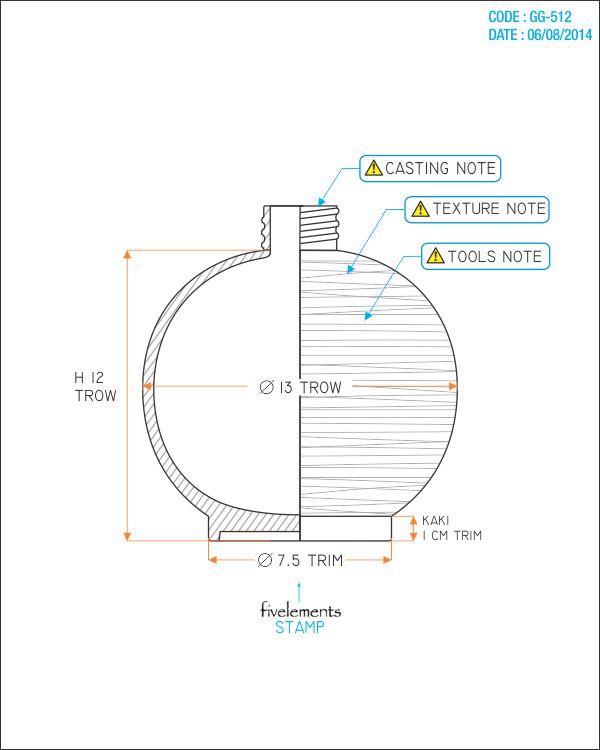 CODE : GG-512
DATE : 06/08/2014
CASTING NOTE
TEXTURE NOTE
TOOLS NOTE
H 12
TROW
Ø 13 TROW
KAKI
1 CM TRIM
Ø 7.5 TRIM
fivelements
STAMP